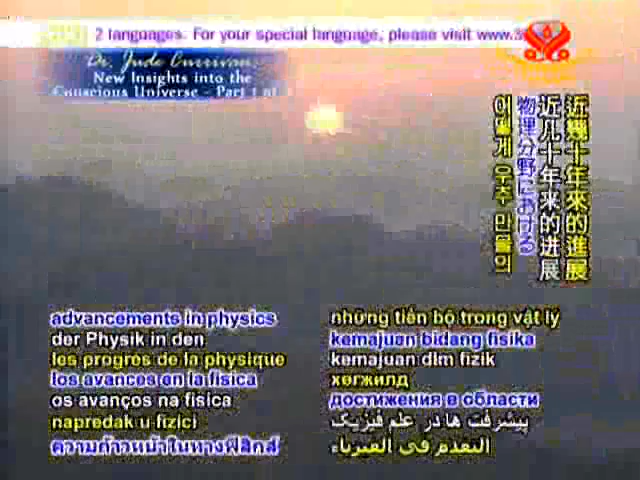 2 languages. For your special language, please visit www.
Dr. Jude Currivan:
New Insights into the
Conscious Universe - Part 1 of
近幾十年來的進展
近几十年来的进展
物理分野における
이렇게 우주 만물의
advancements in physics
der Physik in den
les progrès de la physique
los avances en la física
os avanços na física
napredak u fizici
ความก้าวหน้าในทางฟิสิกส์
những tiến bộ trong vật lý
kemajuan bidang fisika
kemajuan dlm fizik
хөгжилд
достижения в области
پیشرفت ها در علم فیزیک
التقدم في الفيزياء